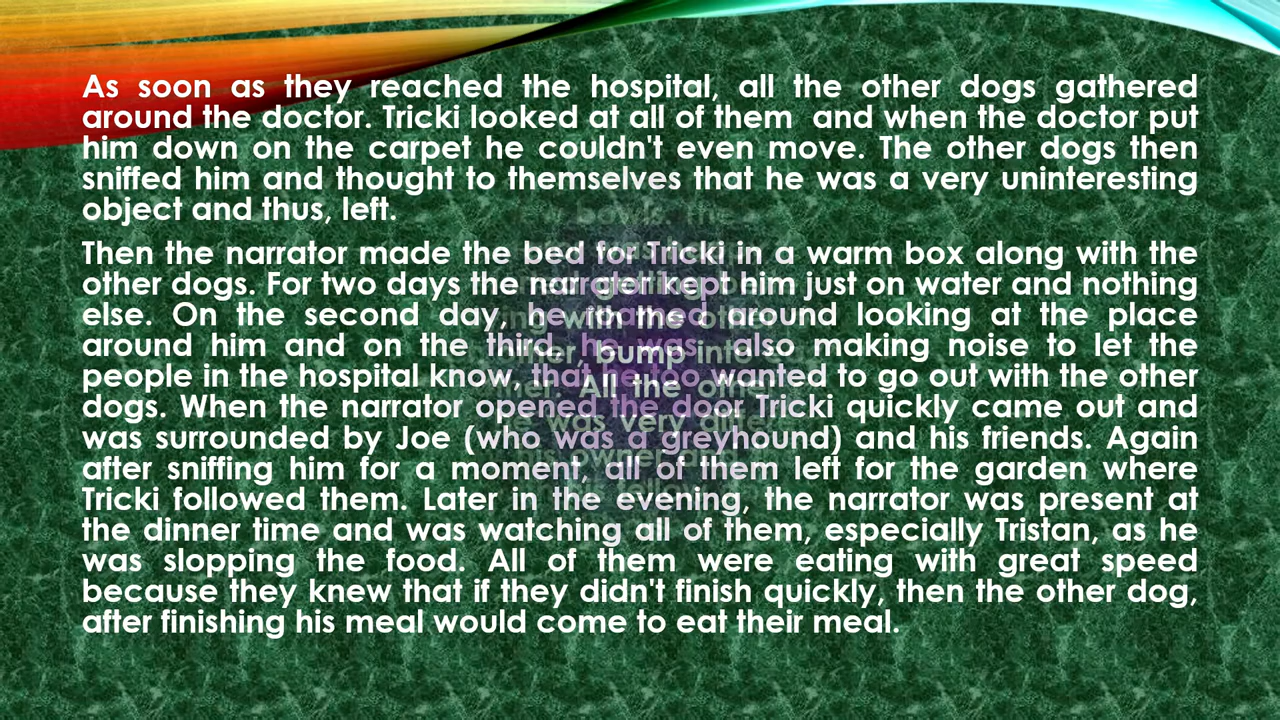 As soon as they reached the hospital, all the other dogs gathered
around the doctor. Tricki looked at all of them and when the doctor put
him down on the carpet he couldn't even move. The other dogs then
sniffed him and thought to themselves that he was a very uninteresting
object and thus, left.
Then the narrator made the bed for Tricki in a warm box along with the
other dogs. For two days the narrator kept him just on water and nothing
else. On the second day, he around looking at the place
around him and on the third, he was also making noise to let the
people in the hospital know, that he too wanted to go out with the other
dogs. When the narrator opened the door Tricki quickly came out and
was surrounded by Joe (who was a greyhound) and his friends. Again
after sniffing him for a moment, all of them left for the garden where
Tricki followed them. Later in the evening, the narrator was present at
the dinner time and was watching all of them, especially Tristan, as he
was slopping the food. All of them were eating with great speed
because they knew that if they didn't finish quickly, then the other dog,
after finishing his meal would come to eat their meal.